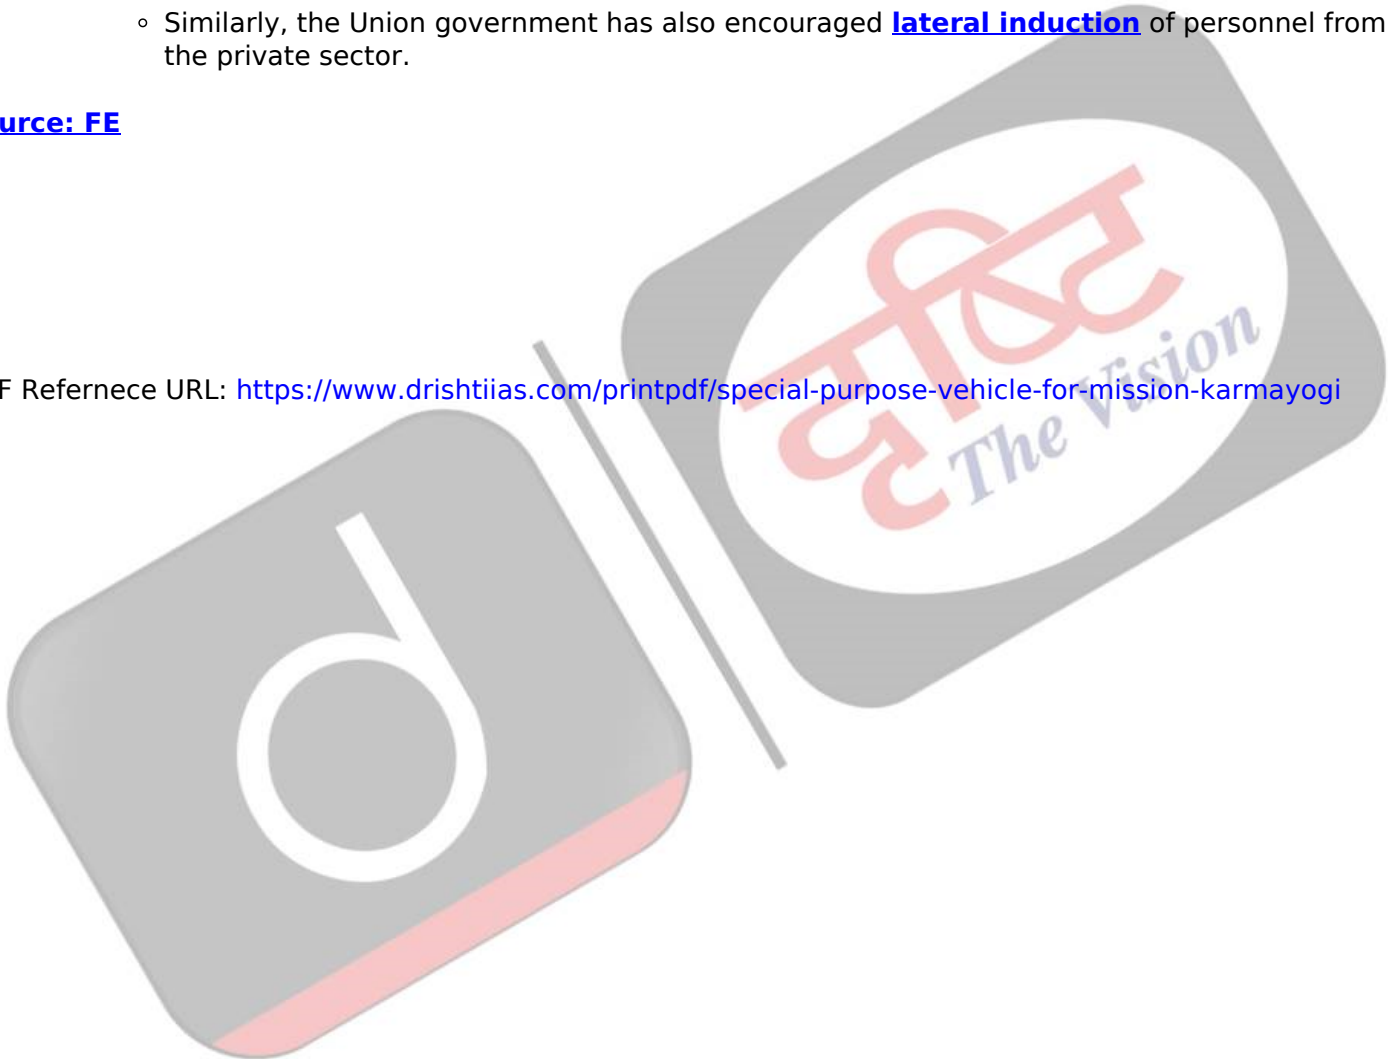 Similarly, the Union government has also encouraged lateral induction of personnel from
the private sector.
urce: FE
दृष्टि
The Vision
F Refernece URL: https://www.drishtiias.com/printpdf/special-purpose-vehicle-for-mission-karmayogi
d